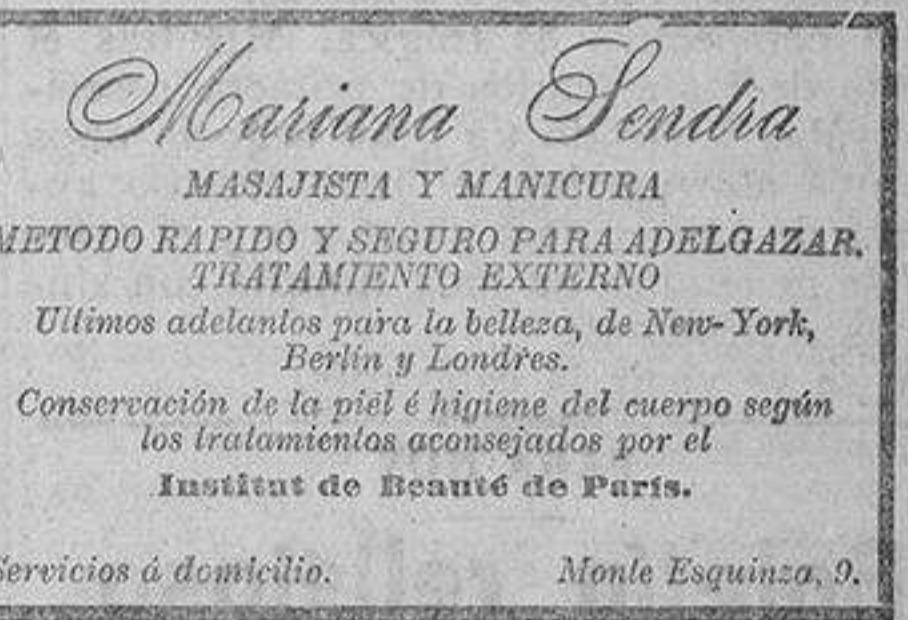 Mariana Sendra
MASAJISTA Y MANICURA
METODO RAPIDO Y SEGURO PARA ADELGAZAR.
TRATAMIENTO EXTERNO
Ultimos adelantos para la belleza, de New-York,
Berlín y Londres.
Conservación de la piel é higiene del cuerpo según
los tratamientos aconsejados por el
Institut de Beauté de París.
Servicios á domicilio. Monte Esquinza, 9.